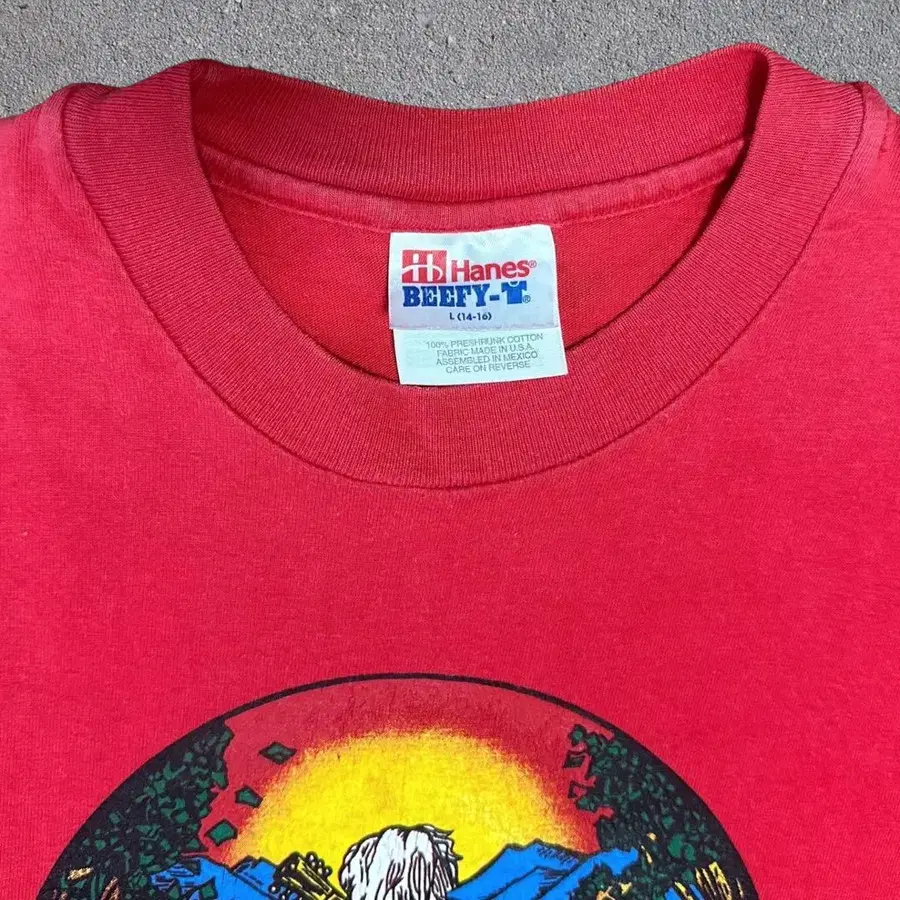 Hanes®
BEEFY-T®
L (14-16)
100% PRESHRUNK COTTON
FABRIC MADE IN U.S.A.
ASSEMBLED IN MEXICO
CARE ON REVERSE